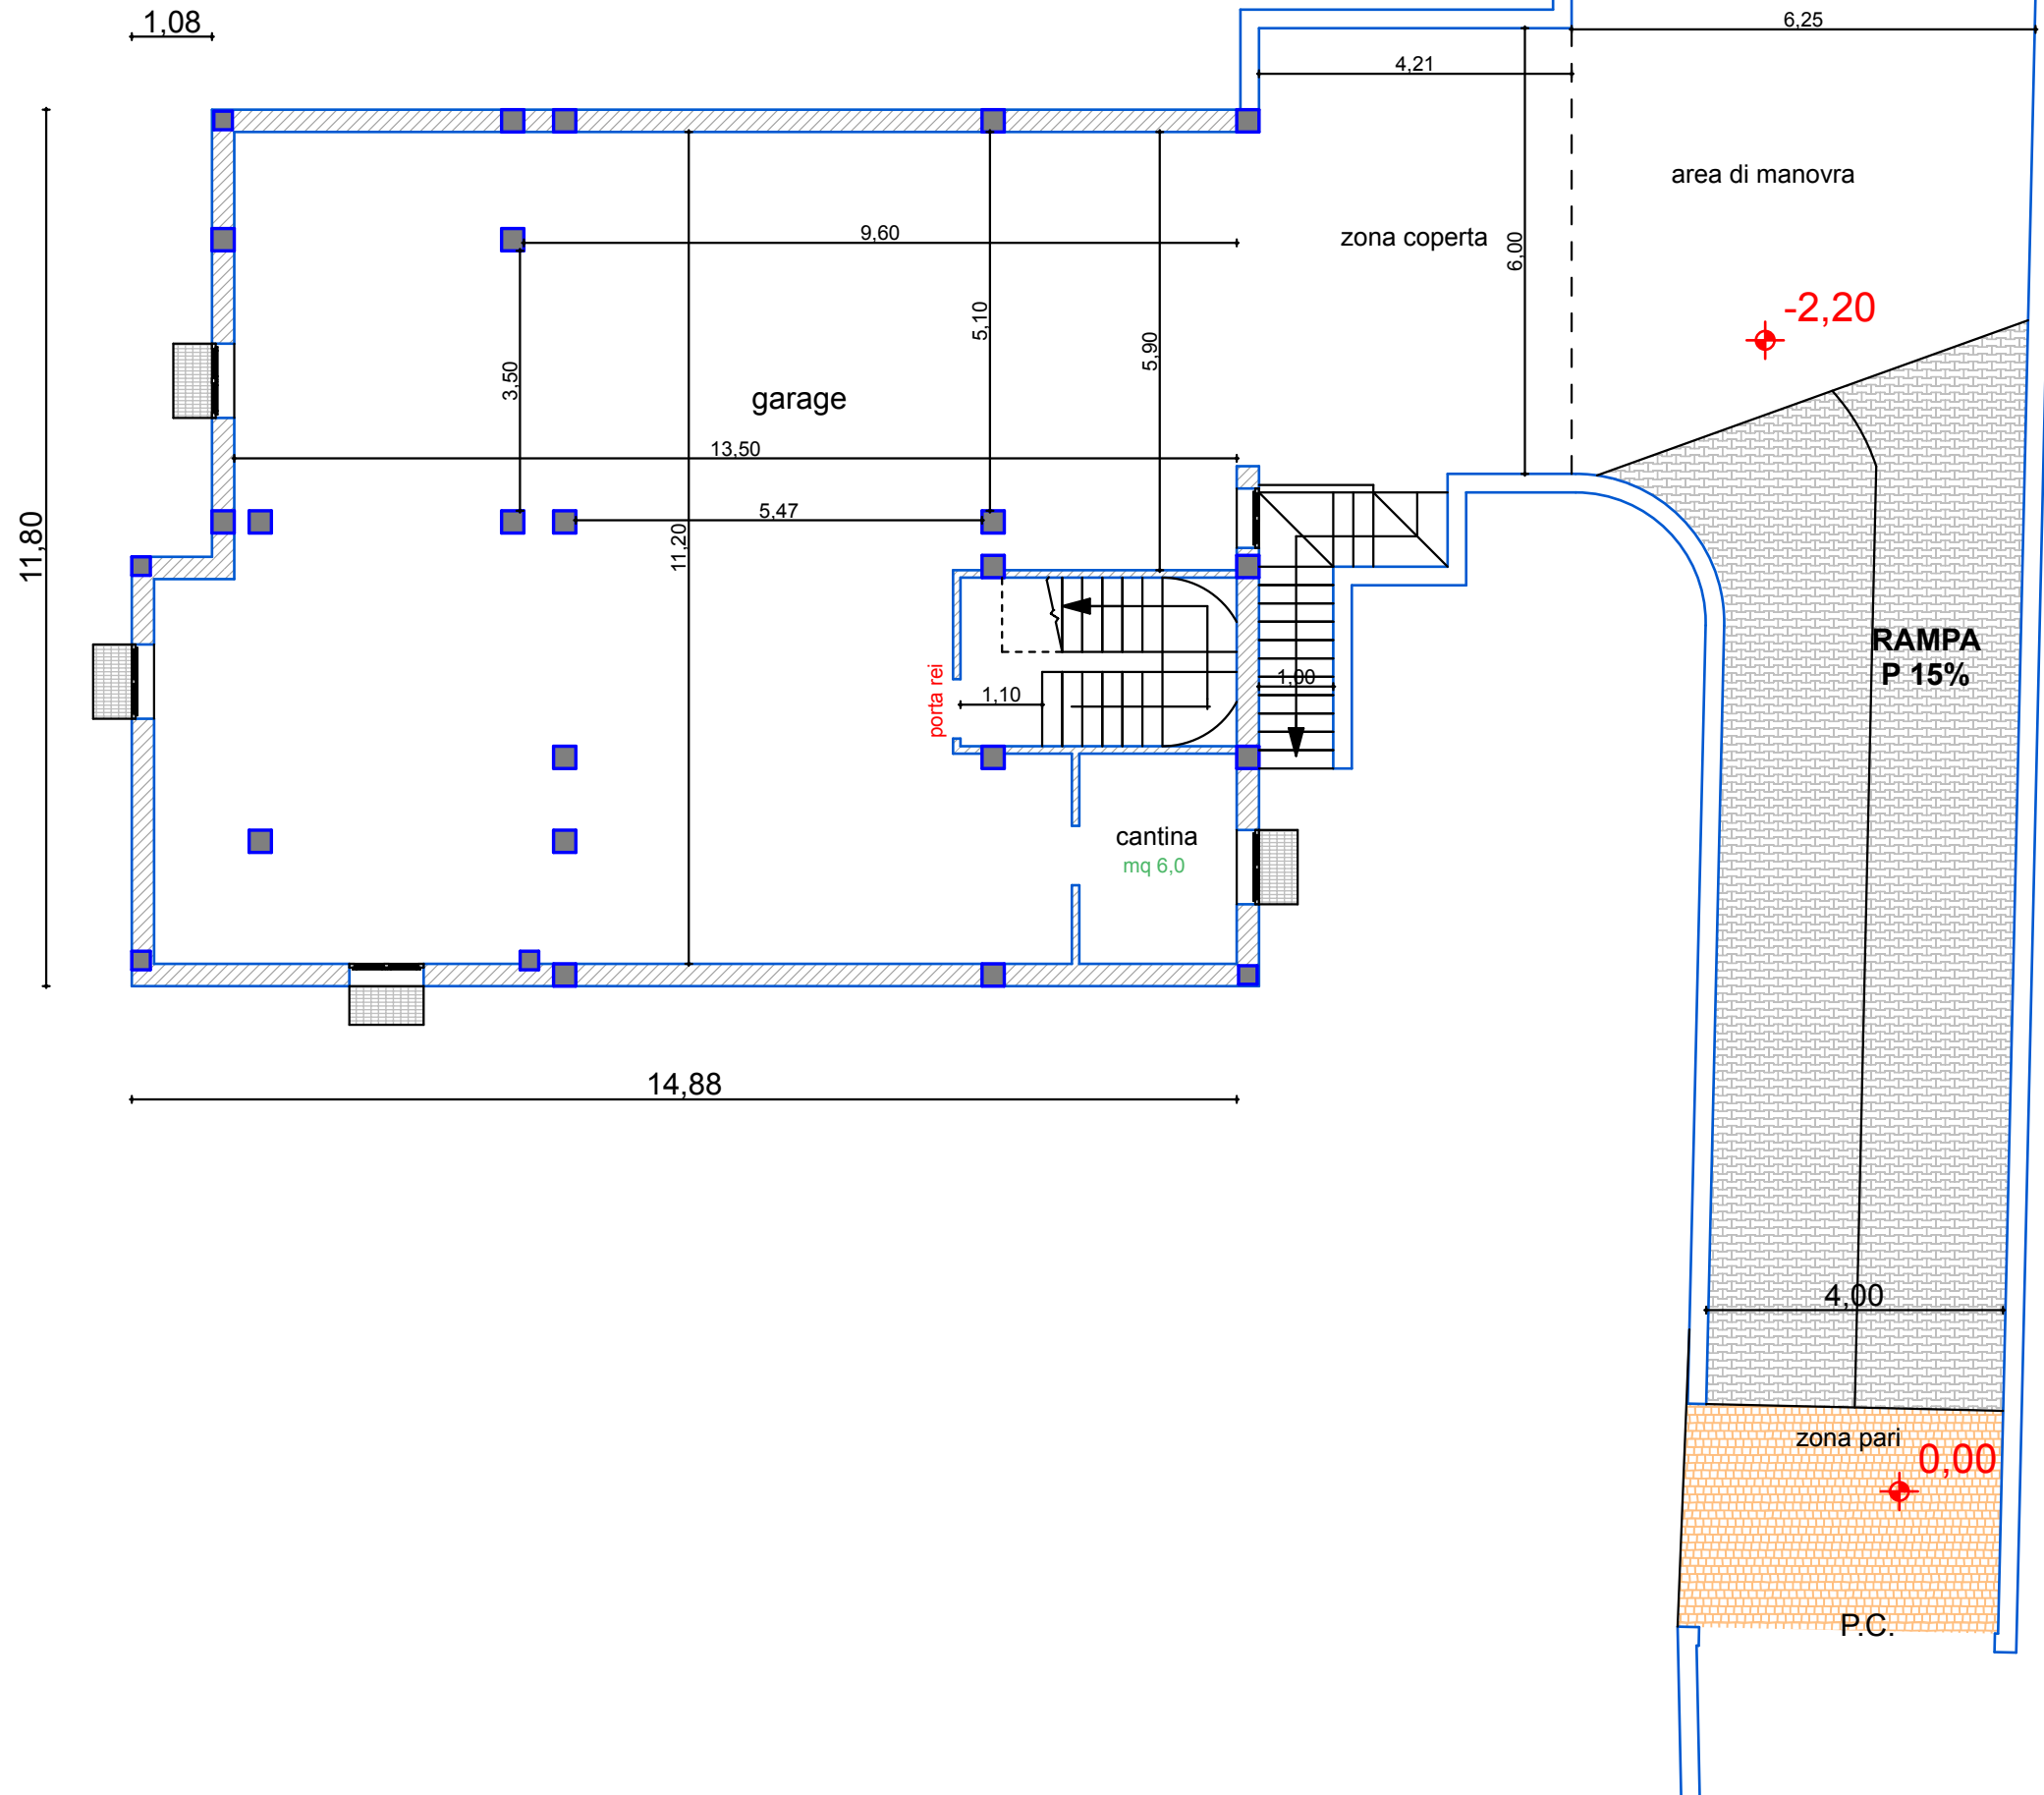 1,08
6,25
4,21
area di manovra
9,60
zona coperta
6,00
-2,20
5,10
5,90
3,50
garage
13,50
5,47
11,80
11,20
RAMPA
P 15%
porta rei
1,10
1,00
cantina
mq 6,0
14,88
4,00
zona pari
0,00
P.C.